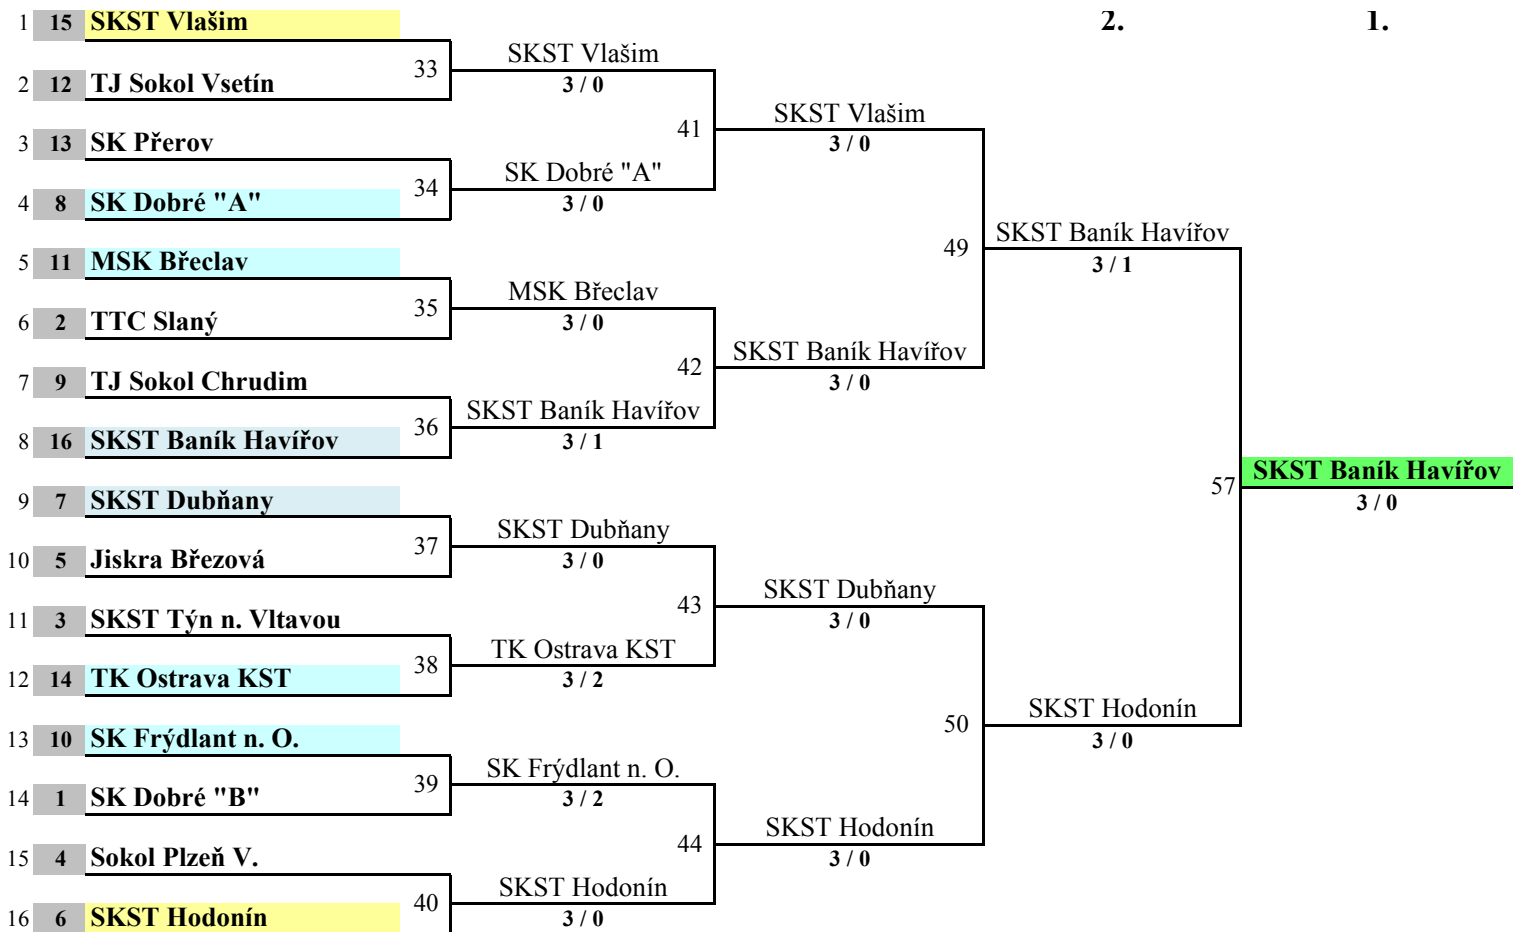 2. 1.
1 15 SKST Vlašim
SKST Vlašim
33
3 / 0
2 12 TJ Sokol Vsetín
SKST Vlašim
41
3 / 0
3 13 SK Přerov
SK Dobré "A"
34
3 / 0
4 8 SK Dobré "A"
SKST Baník Havířov
49
3 / 1
5 11 MSK Břeclav
MSK Břeclav
35
3 / 0
6 2 TTC Slaný
SKST Baník Havířov
42
3 / 0
7 9 TJ Sokol Chrudim
SKST Baník Havířov
36
3 / 1
8 16 SKST Baník Havířov
SKST Baník Havířov
57
3 / 0
9 7 SKST Dubňany
SKST Dubňany
37
3 / 0
10 5 Jiskra Březová
SKST Dubňany
43
3 / 0
11 3 SKST Týn n. Vltavou
TK Ostrava KST
38
3 / 2
12 14 TK Ostrava KST
SKST Hodonín
50
3 / 0
13 10 SK Frýdlant n. O.
SK Frýdlant n. O.
39
3 / 2
14 1 SK Dobré "B"
SKST Hodonín
44
3 / 0
15 4 Sokol Plzeň V.
SKST Hodonín
40
3 / 0
16 6 SKST Hodonín